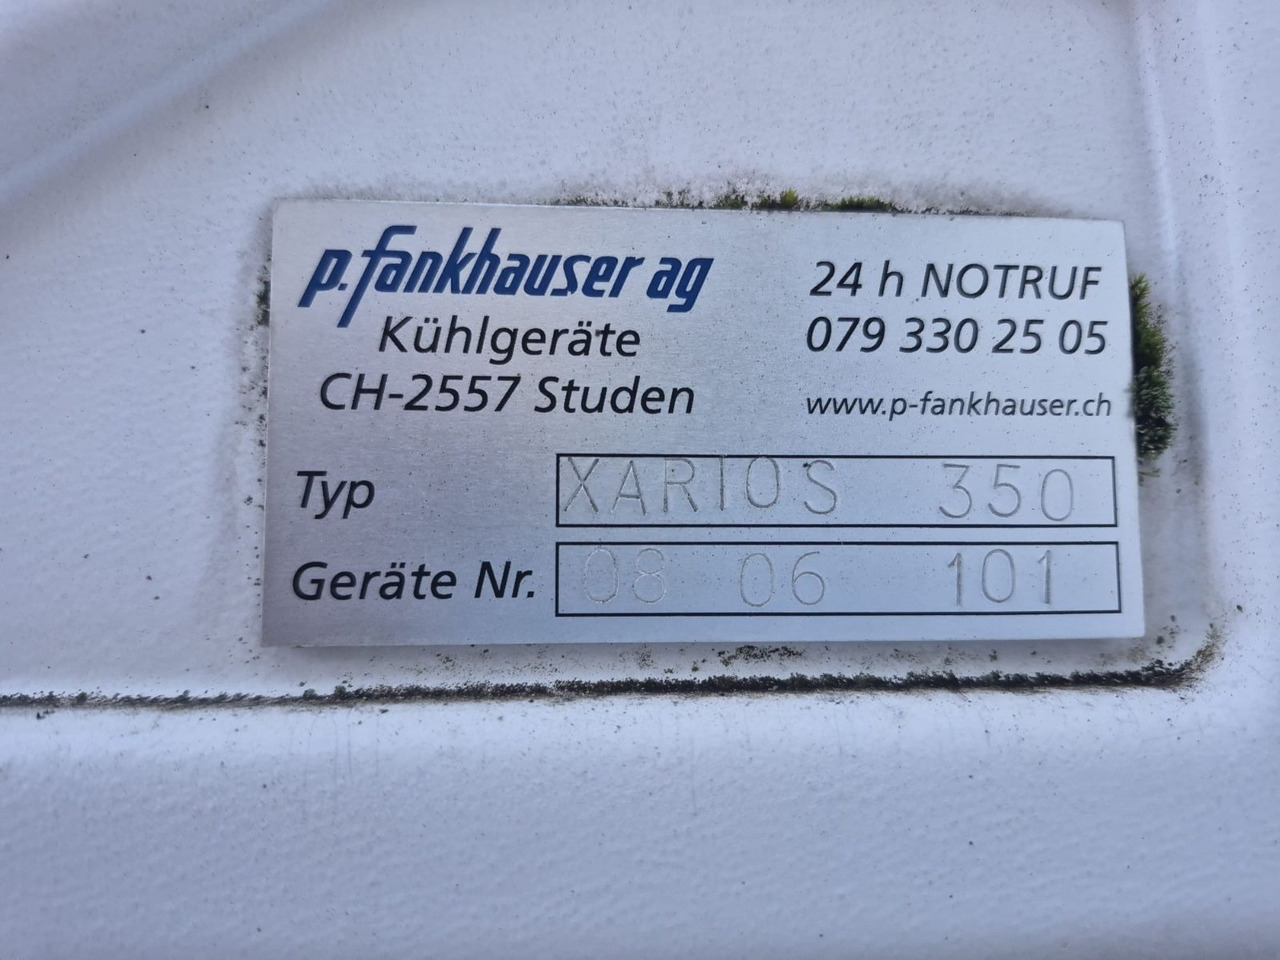 p.fankhauser ag
Kühlgeräte
CH-2557 Studen
24 h NOTRUF
079 330 25 05
www.p-fankhauser.ch
Typ XARIOS 350
Geräte Nr. 08 06 101